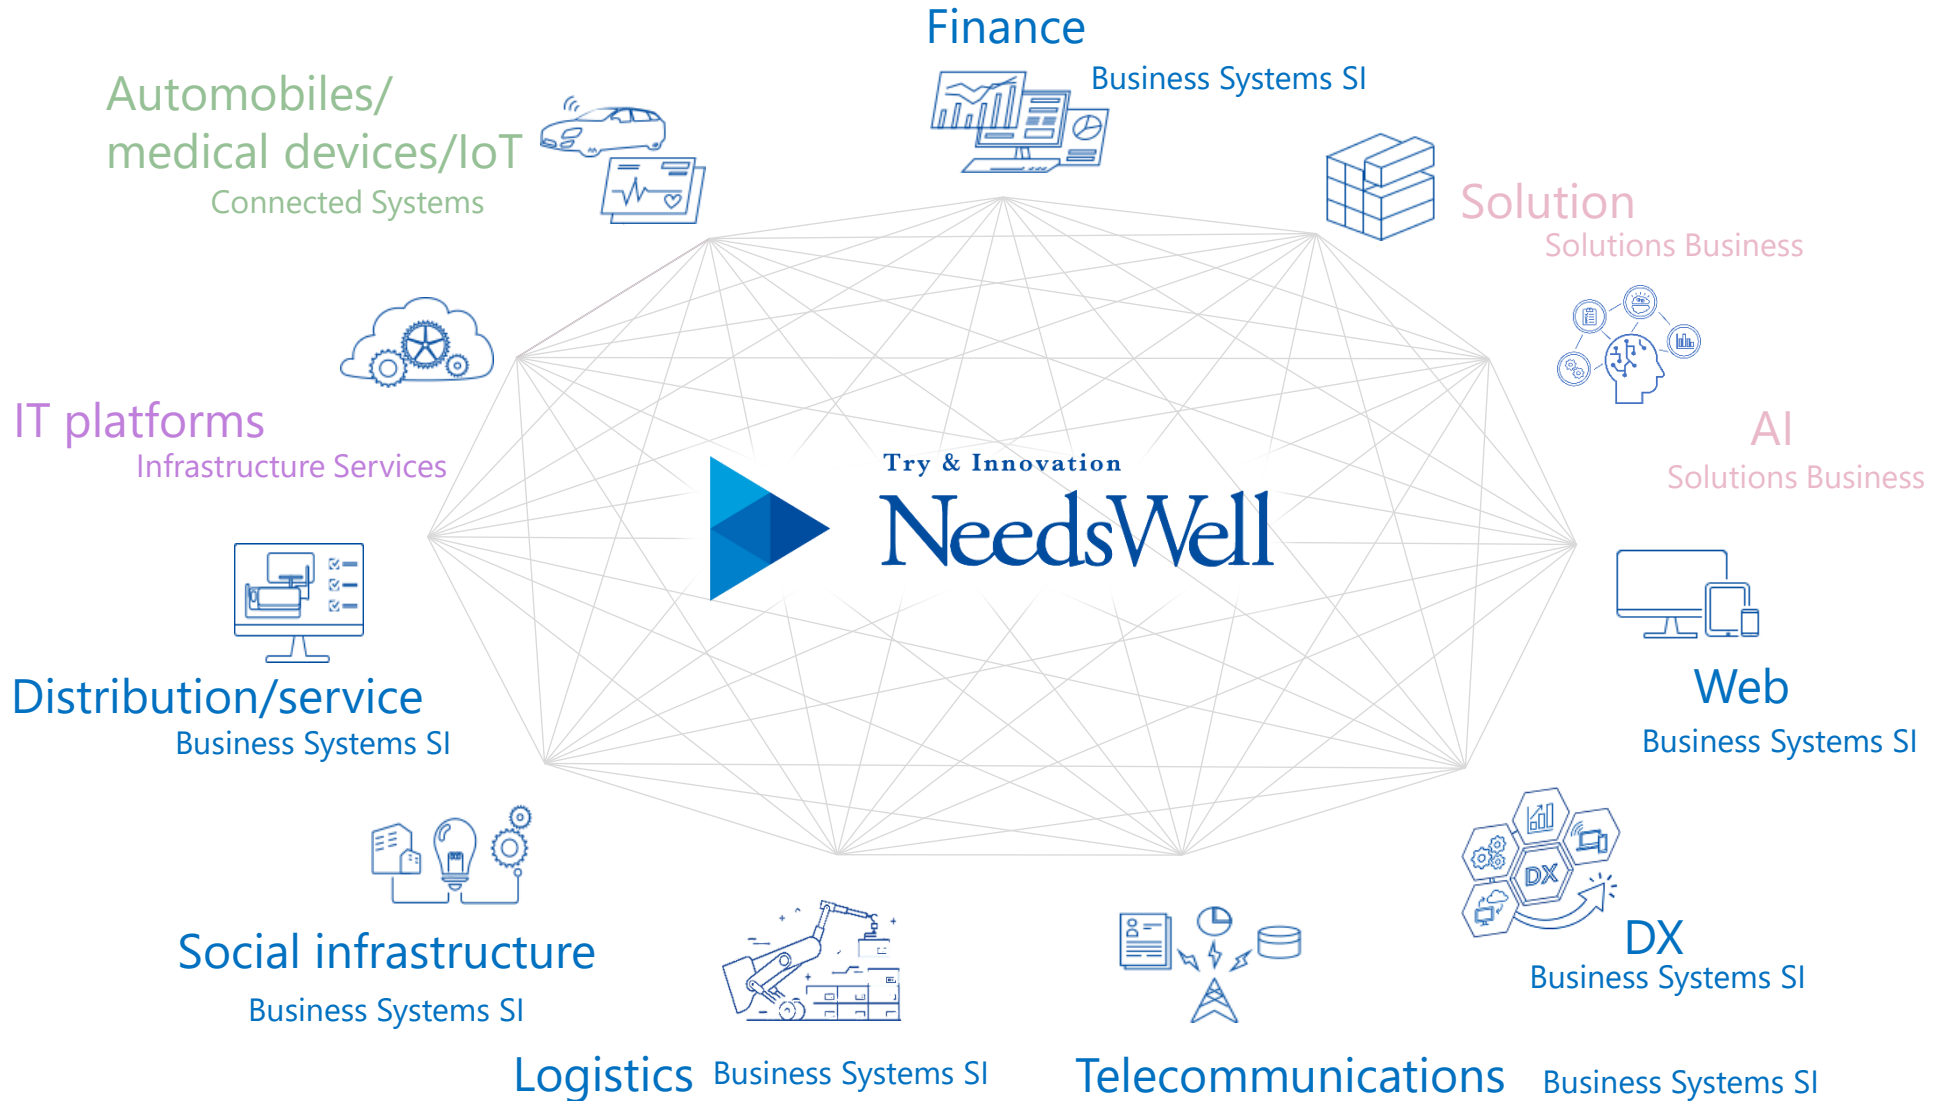 Finance
Business Systems SI
Automobiles/
medical devices/IoT
Connected Systems
Solution
Solutions Business
IT platforms
Infrastructure Services
AI
Solutions Business
Try & Innovation
NeedsWell
Distribution/service
Business Systems SI
Web
Business Systems SI
Social infrastructure
Business Systems SI
DX
DX
Business Systems SI
Logistics Business Systems SI
Telecommunications Business Systems SI